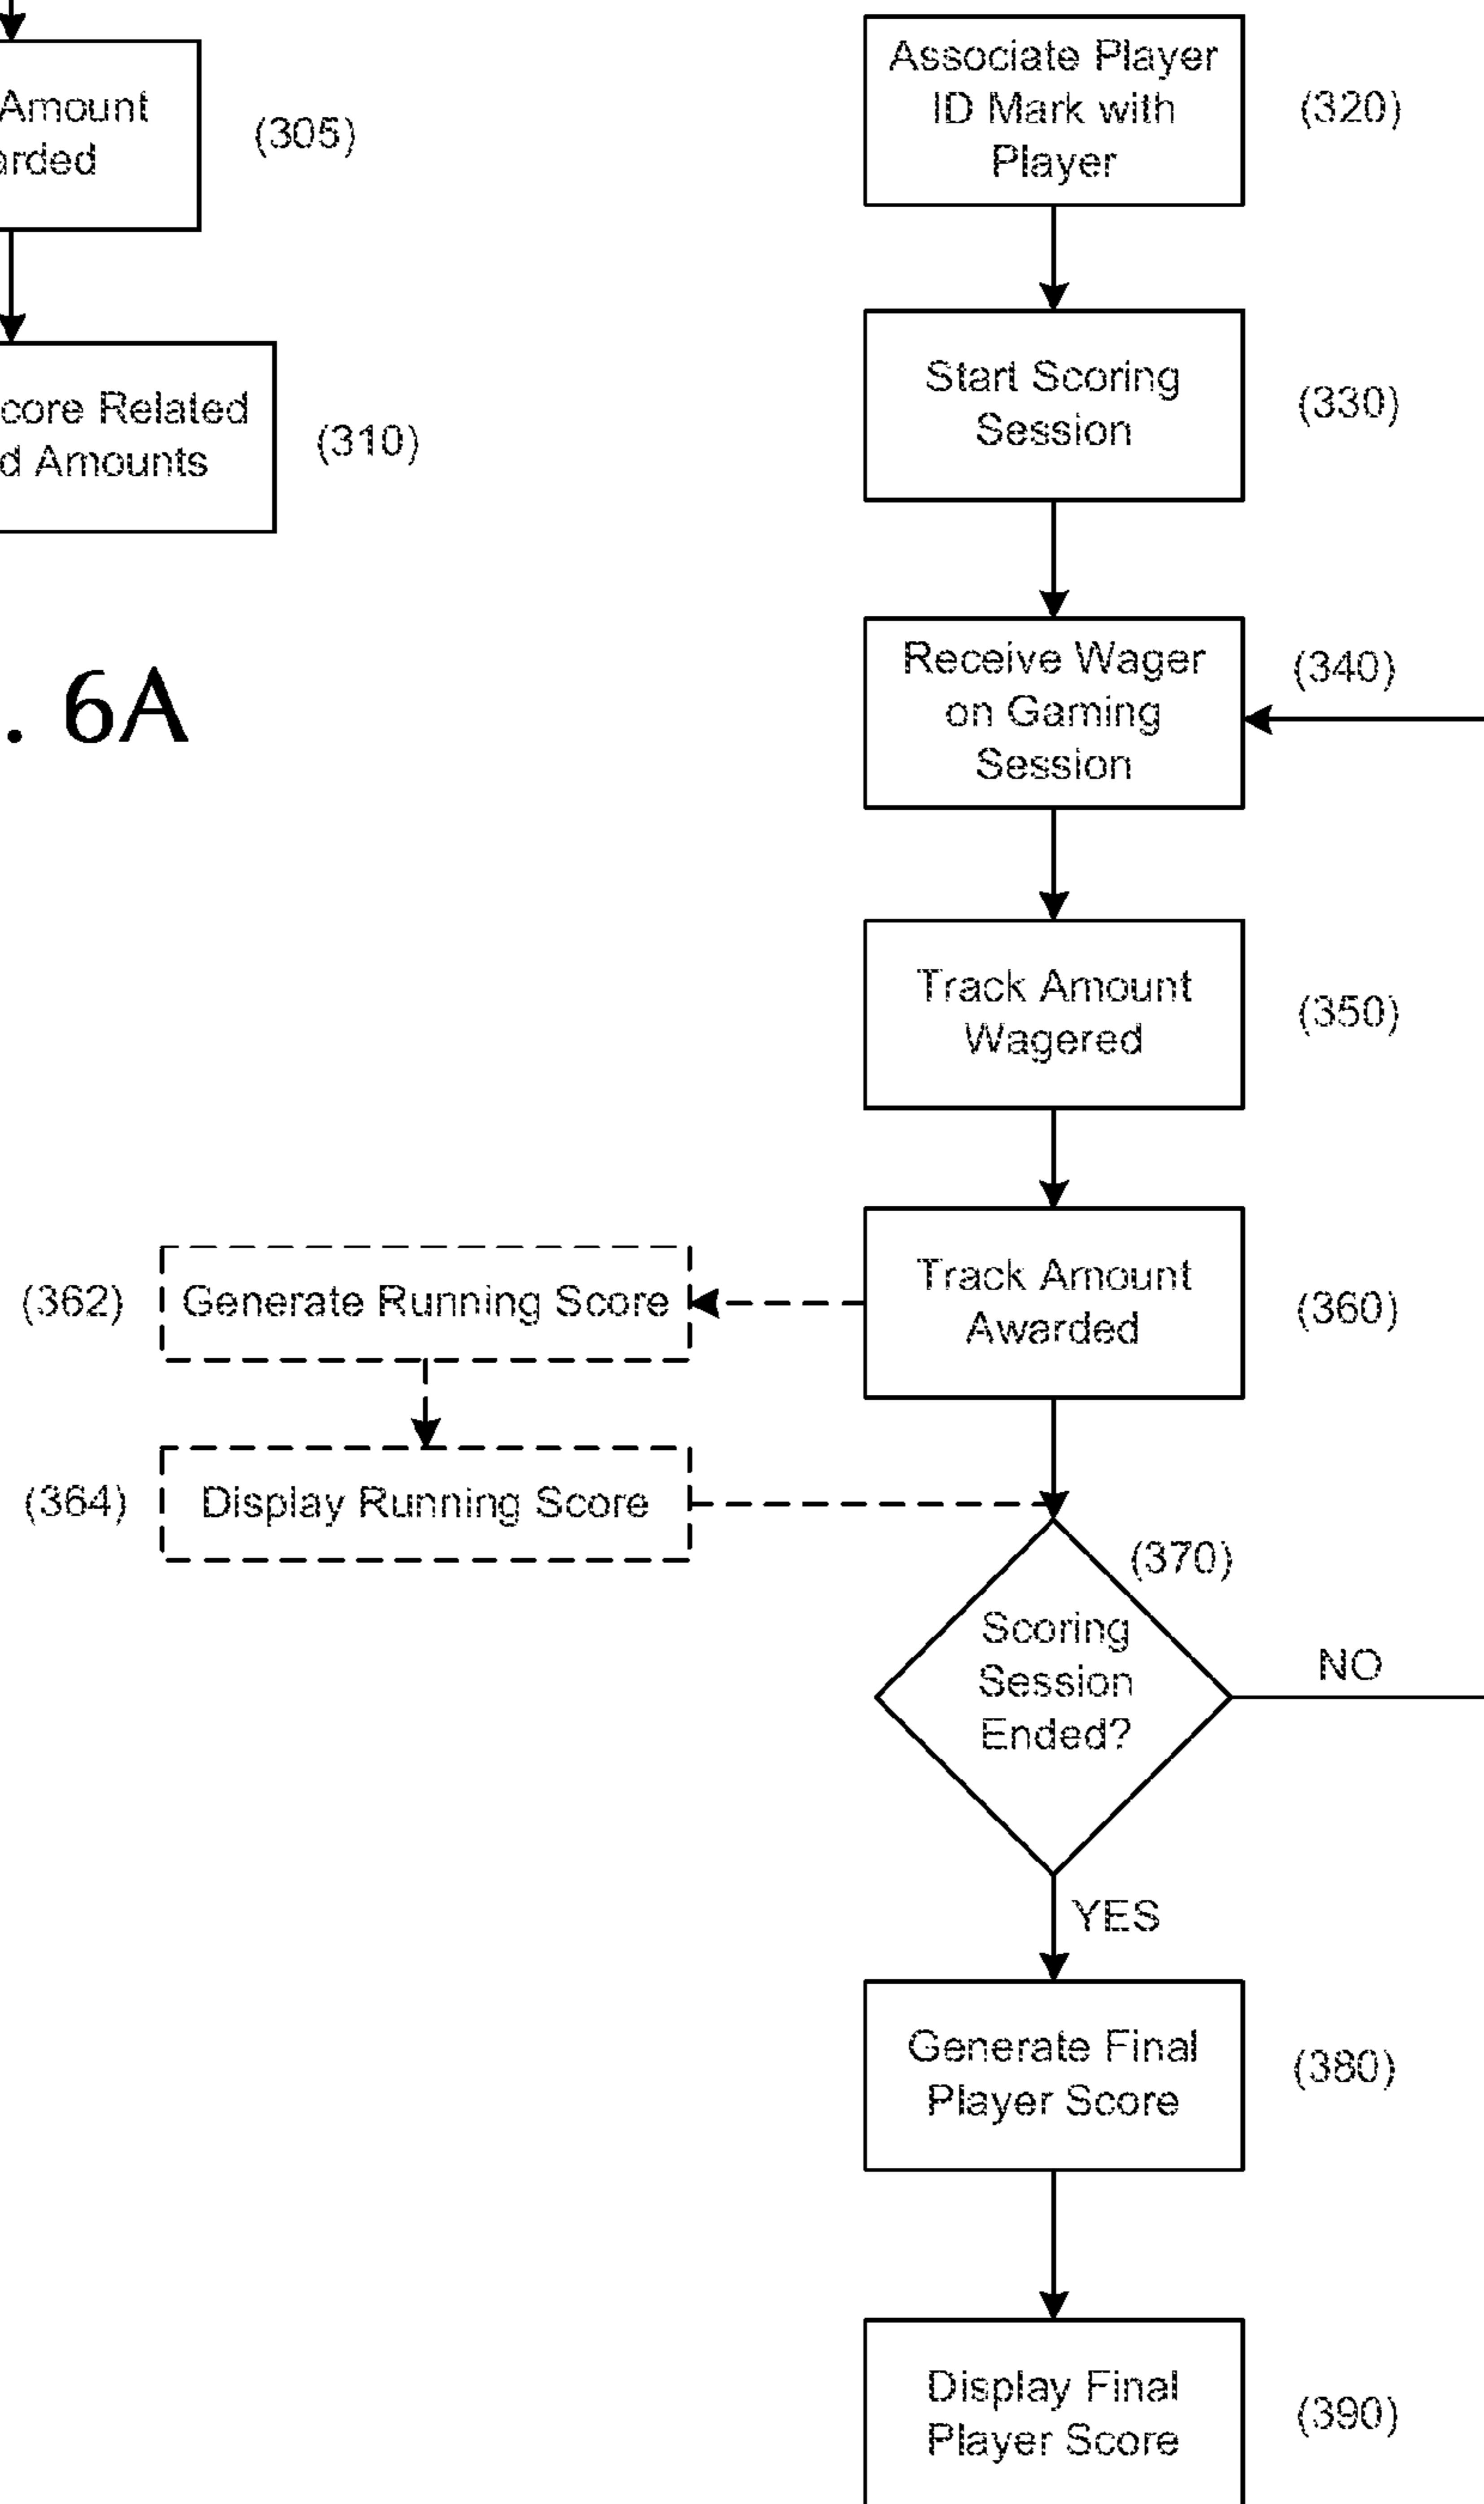 Amount
(305)
core Related
d Amounts
(310)
. 6A
Associate Player
ID Mark with
Player
(320)
Start Scoring
Session
(330)
Receive Wager
on Gaming
Session
(340)
Track Amount
Wagered
(350)
Track Amount
Awarded
(360)
(362)
Generate Running Score
(364)
Display Running Score
(370)
Scoring
Session
Ended?
NO
YES
Generate Final
Player Score
(380)
Display Final
Player Score
(390)